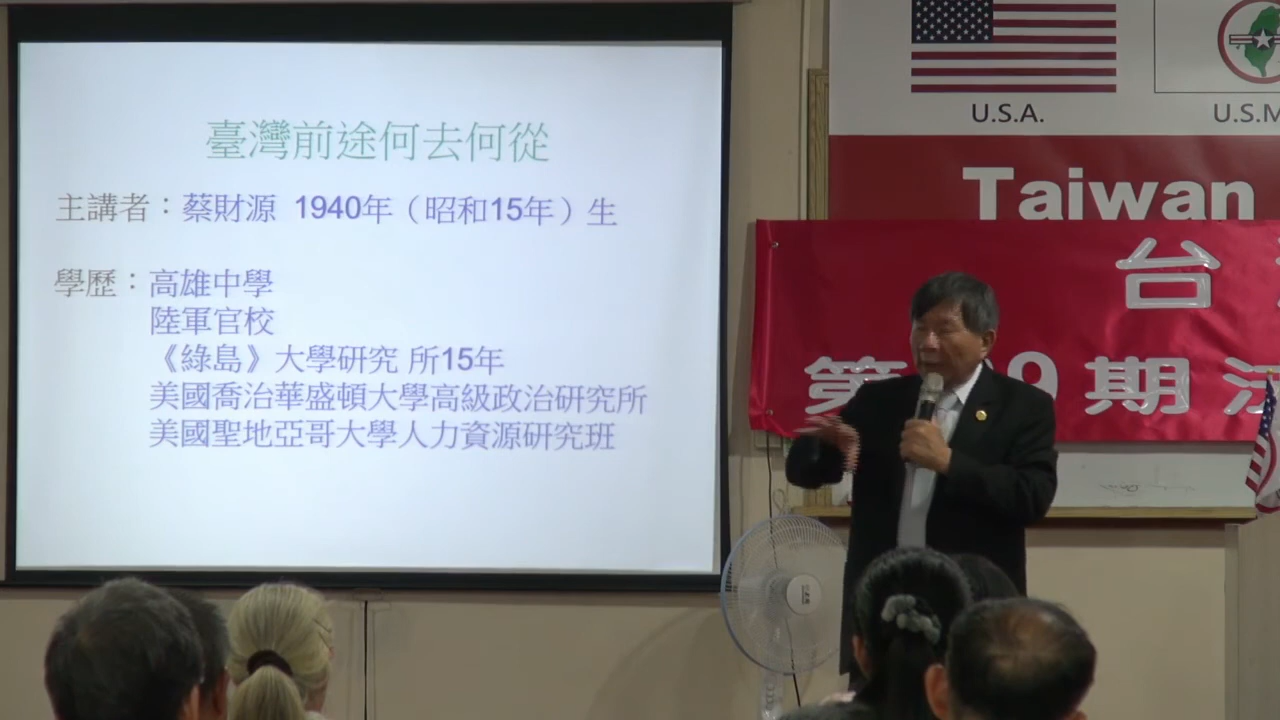 臺灣前途何去何從
主講者：蔡財源 1940年（昭和15年）生
學歷：高雄中學
陸軍官校
《綠島》大學研究 所15年
美國喬治華盛頓大學高級政治研究所
美國聖地亞哥大學人力資源研究班
U.S.A.
U.S.M
Taiwan
台
第 9期